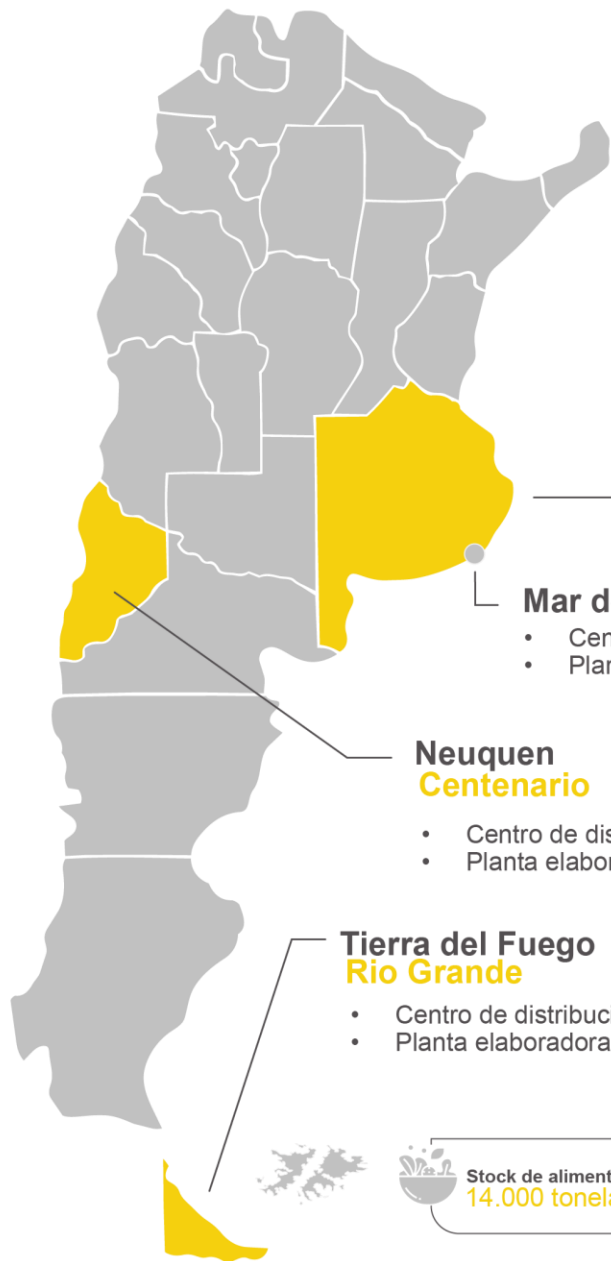 Mar d
• Cen
• Plan
Neuquen
Centenario
• Centro de dis
• Planta elabor
Tierra del Fuego
Rio Grande
• Centro de distribuc
• Planta elaboradora
Stock de aliment
14.000 tonela